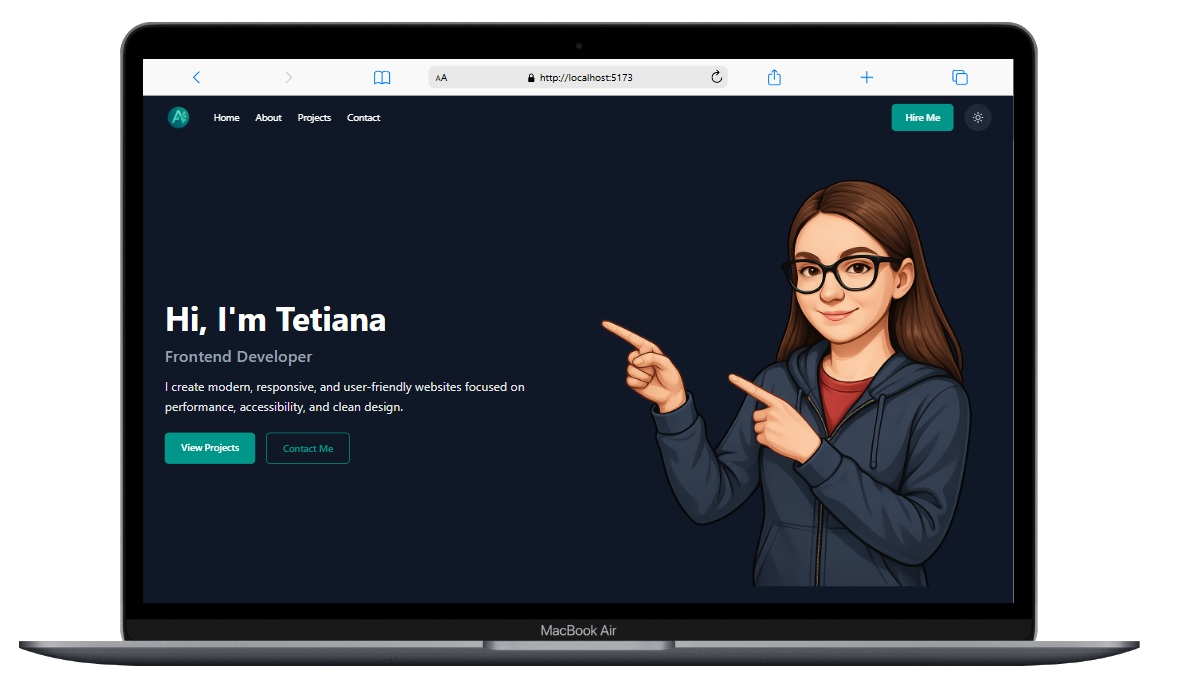 AA http://localhost:5173
Home About Projects Contact Hire Me
Hi, I'm Tetiana
Frontend Developer
I create modern, responsive, and user-friendly websites focused on
performance, accessibility, and clean design.
View Projects Contact Me
MacBook Air